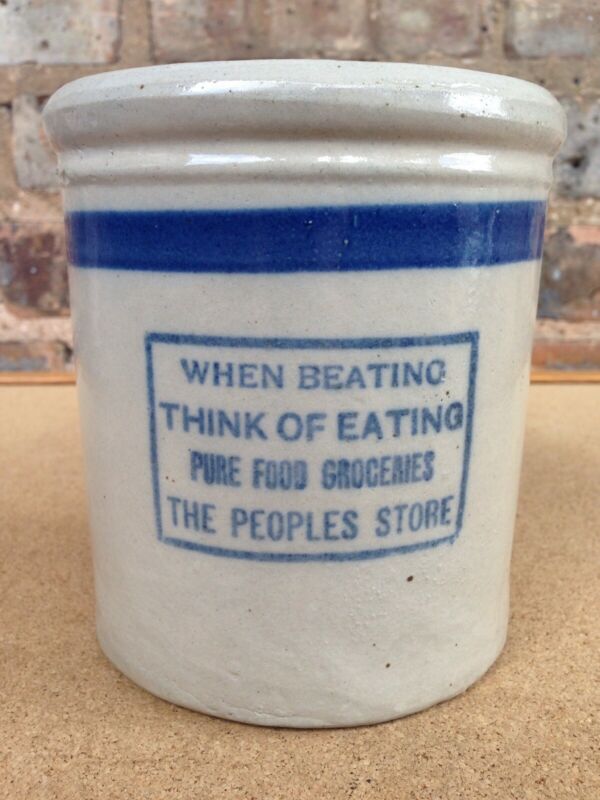 WHEN BEATING
THINK OF EATING
PURE FOOD GROCERIES
THE PEOPLES STORE